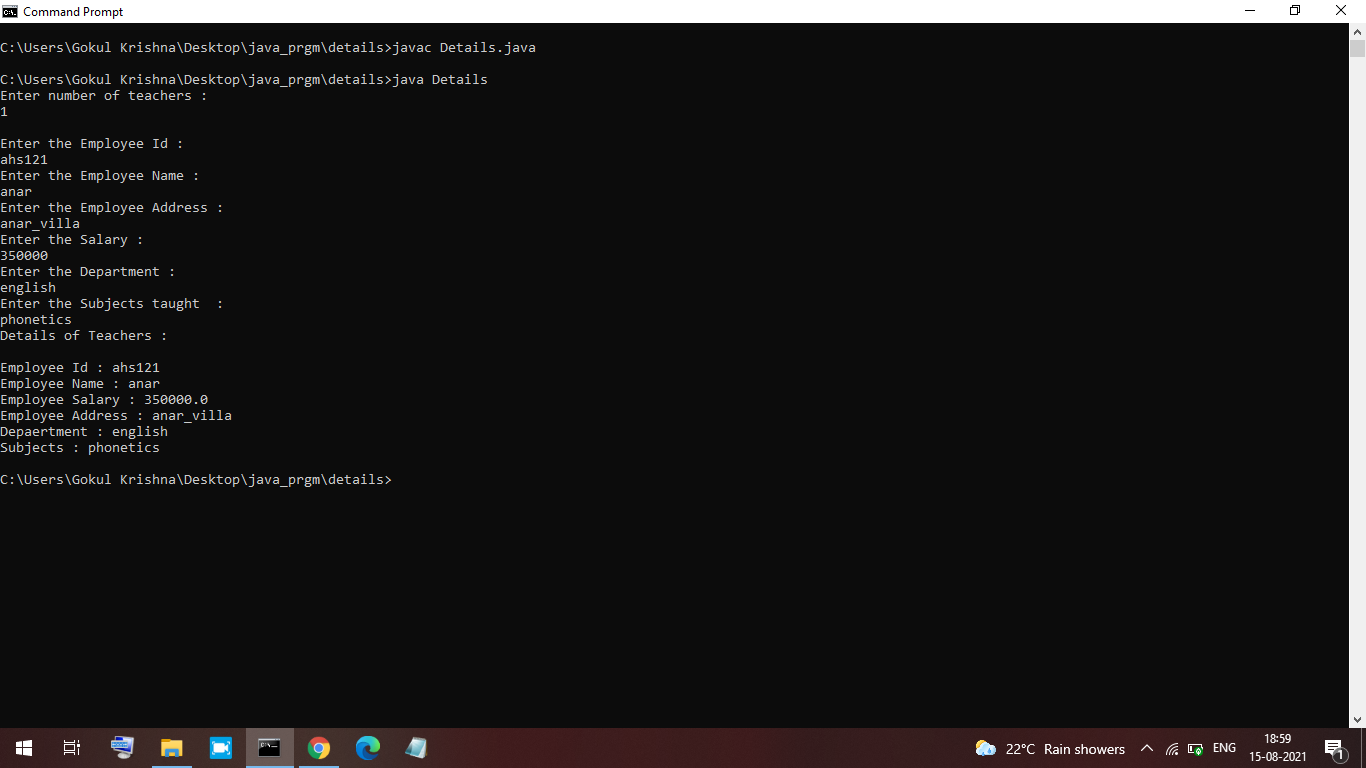 Command Prompt
C:\Users\Gokul Krishna\Desktop\java_prgm\details>javac Details.java
C:\Users\Gokul Krishna\Desktop\java_prgm\details>java Details
Enter number of teachers :
1
Enter the Employee Id :
ahs121
Enter the Employee Name :
anar
Enter the Employee Address :
anar_villa
Enter the Salary :
350000
Enter the Department :
english
Enter the Subjects taught  :
phonetics
Details of Teachers :
Employee Id : ahs121
Employee Name : anar
Employee Salary : 350000.0
Employee Address : anar_villa
Depaertment : english
Subjects : phonetics
C:\Users\Gokul Krishna\Desktop\java_prgm\details>
22°C Rain showers
ENG
18:59
15-08-2021
1